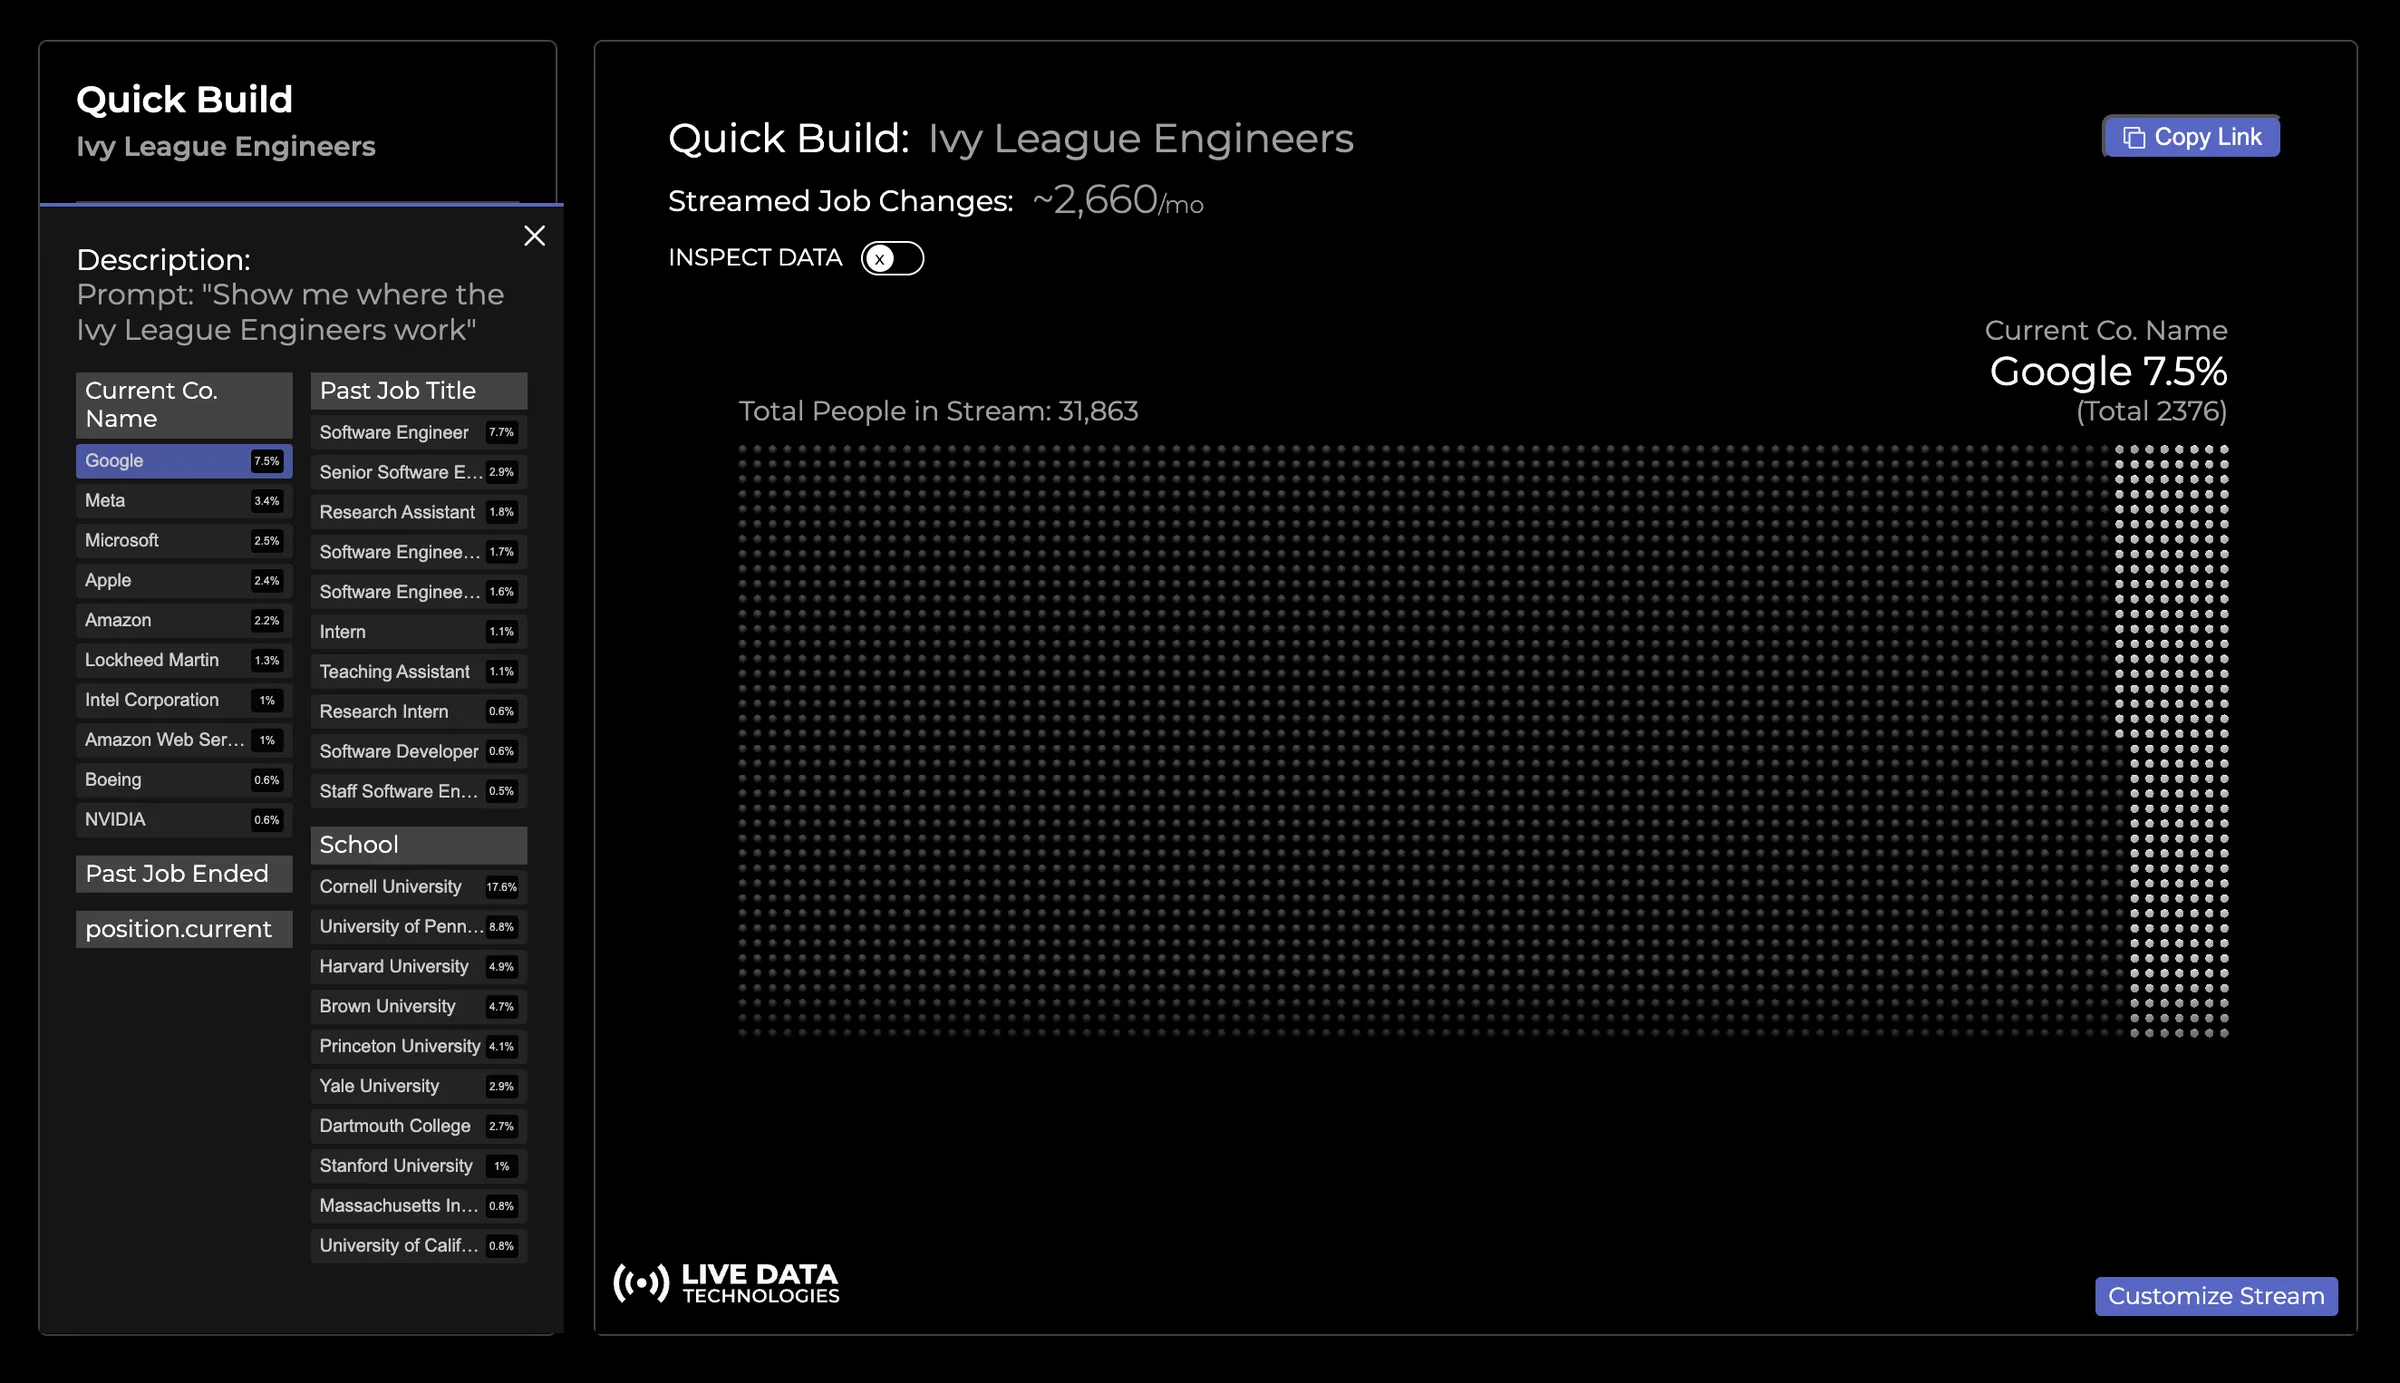 Quick Build
Ivy League Engineers
Description:
Prompt: "Show me where the
Ivy League Engineers work"
Current Co.
Name
Google 7.5%
Meta 3.4%
Microsoft 2.5%
Apple 2.4%
Amazon 2.2%
Lockheed Martin 1.3%
Intel Corporation 1%
Amazon Web Ser... 1%
Boeing 0.6%
NVIDIA 0.6%
Past Job Ended
position.current
Past Job Title
Software Engineer 7.7%
Senior Software E... 2.9%
Research Assistant 1.8%
Software Enginee... 1.7%
Software Enginee... 1.6%
Intern 1.1%
Teaching Assistant 1.1%
Research Intern 0.6%
Software Developer 0.6%
Staff Software En... 0.5%
School
Cornell University 17.6%
University of Penn... 8.8%
Harvard University 4.9%
Brown University 4.7%
Princeton University 4.1%
Yale University 2.9%
Dartmouth College 2.7%
Stanford University 1%
Massachusetts In... 0.8%
University of Calif... 0.8%
Quick Build: Ivy League Engineers
Copy Link
Streamed Job Changes: ~2,660/mo
INSPECT DATA x
Current Co. Name
Google 7.5%
(Total 2376)
Total People in Stream: 31,863
LIVE DATA
TECHNOLOGIES
Customize Stream